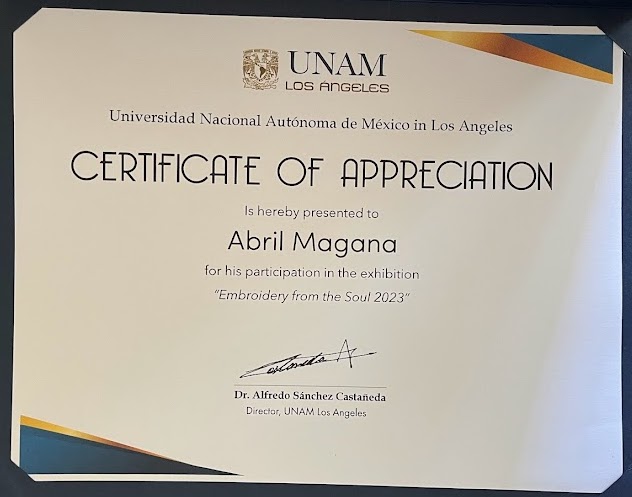 UNAM
LOS ÁNGELES
Universidad Nacional Autónoma de México in Los Angeles
CERTIFICATE OF APPRECIATION
Is hereby presented to
Abril Magana
for his participation in the exhibition
"Embroidery from the Soul 2023"
Dr. Alfredo Sánchez Castañeda
Director, UNAM Los Angeles